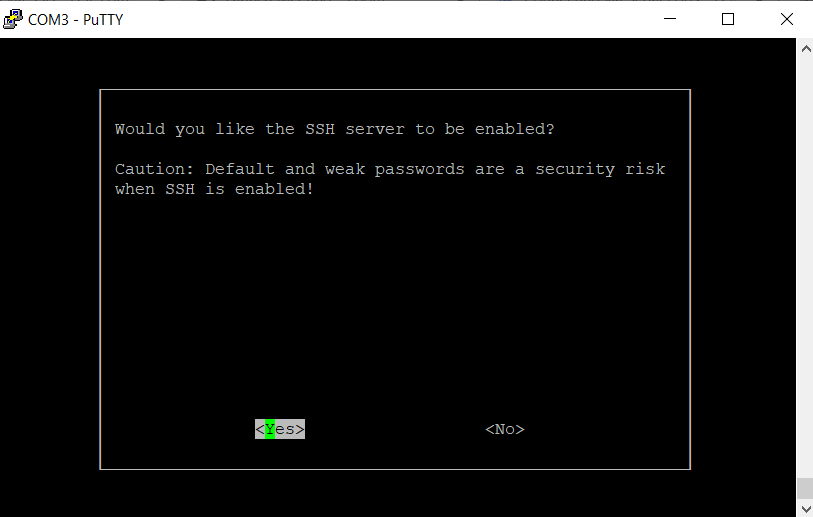 COM3 - PuTTY
Would you like the SSH server to be enabled?
Caution: Default and weak passwords are a security risk
when SSH is enabled!
<Yes> <No>